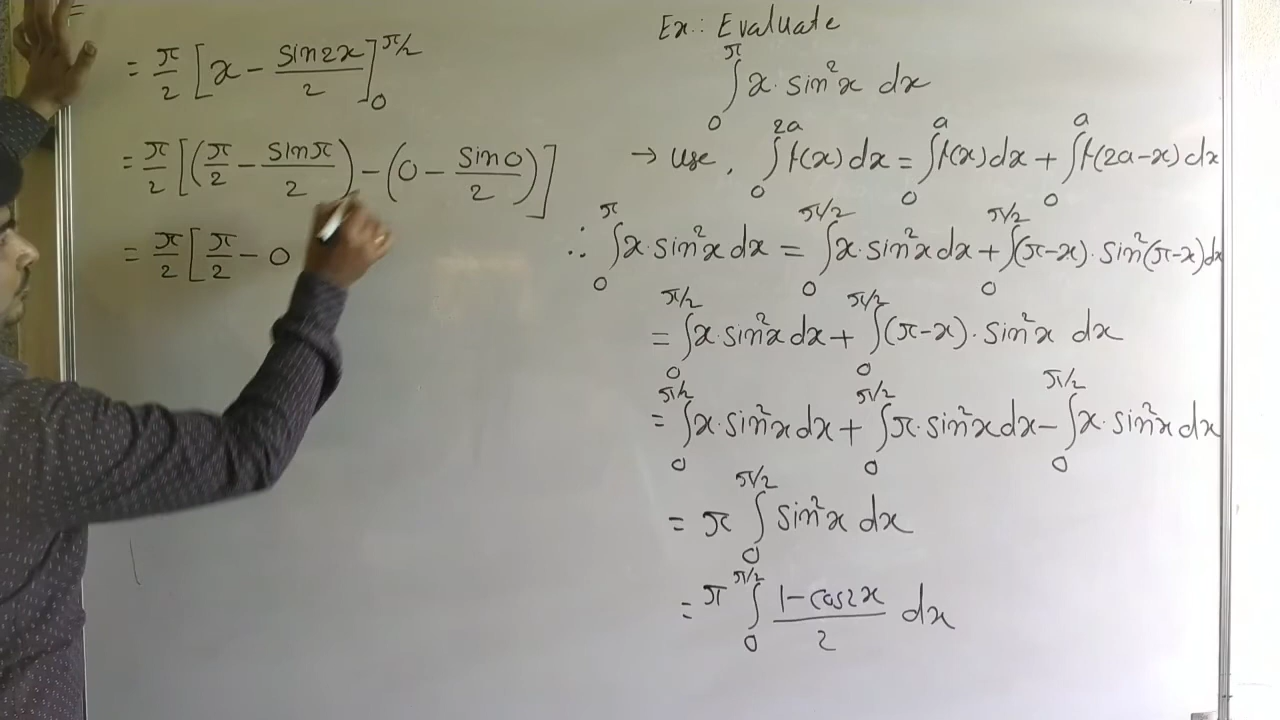 Ex.: Evaluate
∫₀^π x · sin²x dx
→ Use, ∫₀^{2a} f(x) dx = ∫₀^a f(x) dx + ∫₀^a f(2a-x) dx
∴ ∫₀^π x · sin²x dx = ∫₀^{π/2} x · sin²x dx + ∫₀^{π/2} (π-x) · sin²(π-x) dx
= ∫₀^{π/2} x · sin²x dx + ∫₀^{π/2} (π-x) · sin²x dx
= ∫₀^{π/2} x · sin²x dx + ∫₀^{π/2} π · sin²x dx - ∫₀^{π/2} x · sin²x dx
= π ∫₀^{π/2} sin²x dx
= π ∫₀^{π/2} (1-cos2x)/2 dx
=
= π/2 [x - sin2x/2]₀^{π/2}
= π/2 [(π/2 - sinπ/2) - (0 - sin0/2)]
= π/2 [π/2 - 0